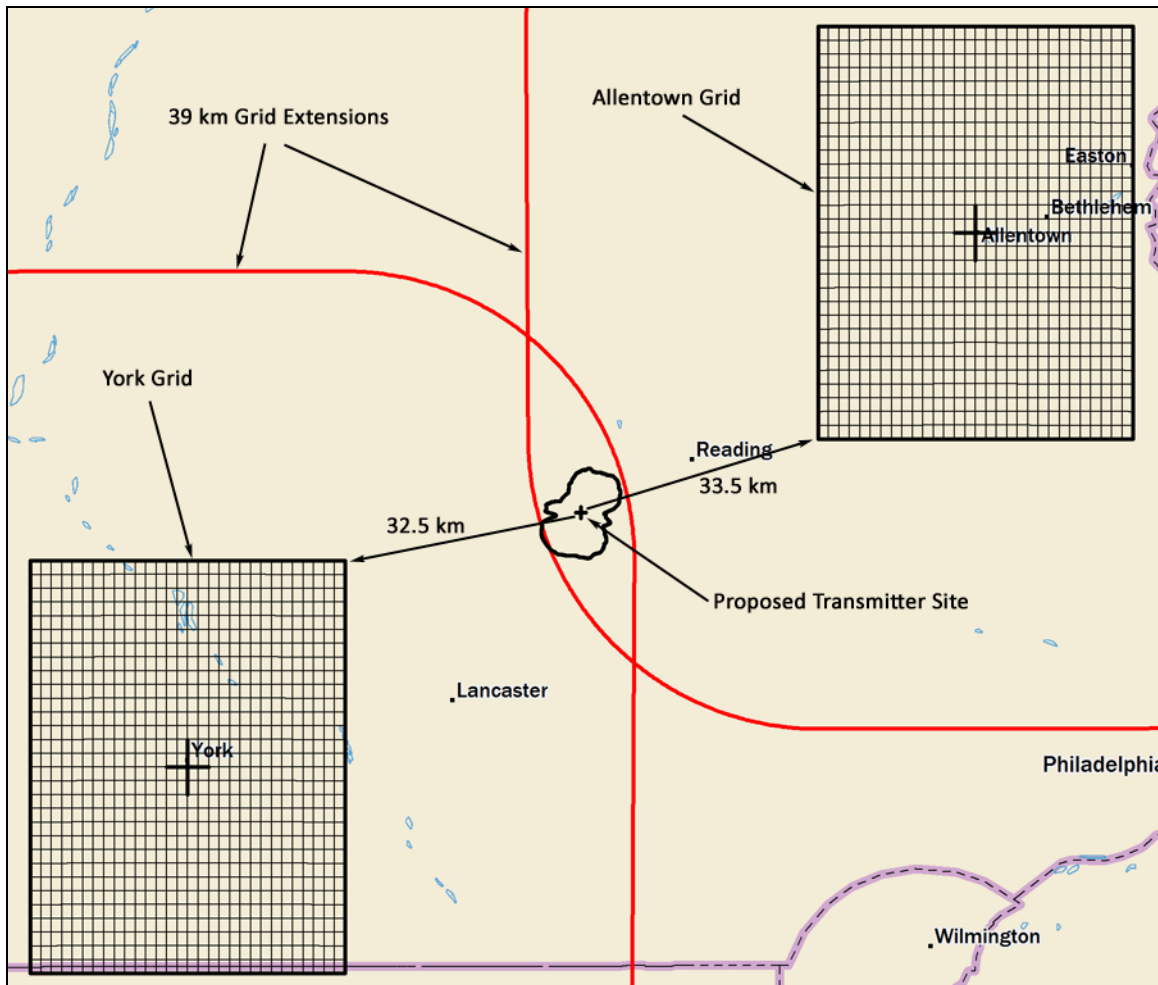 39 km Grid Extensions
Allentown Grid
Easton
Bethlehem
Allentown
York Grid
Reading
33.5 km
32.5 km
Proposed Transmitter Site
Lancaster
York
Philadelphia
Wilmington